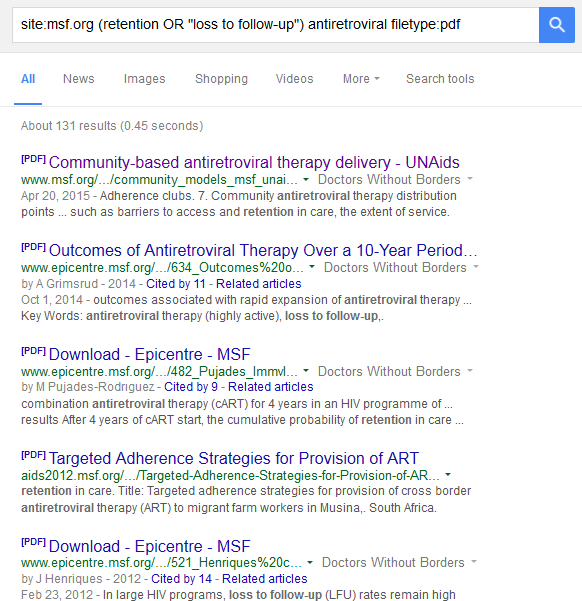 site:msf.org (retention OR "loss to follow-up") antiretroviral filetype:pdf
All News Images Shopping Videos More Search tools
About 131 results (0.45 seconds)
[PDF] Community-based antiretroviral therapy delivery - UNAids
www.msf.org/.../community_models_msf_unai... Doctors Without Borders
Apr 20, 2015 - Adherence clubs. 7. Community antiretroviral therapy distribution
points ... such as barriers to access and retention in care, the extent of service.
[PDF] Outcomes of Antiretroviral Therapy Over a 10-Year Period...
www.epicentre.msf.org/.../634_Outcomes%20o... Doctors Without Borders
by A Grimsrud - 2014 - Cited by 11 - Related articles
Oct 1, 2014 - outcomes associated with rapid expansion of antiretroviral therapy ...
Key Words: antiretroviral therapy (highly active), loss to follow-up,.
[PDF] Download - Epicentre - MSF
www.epicentre.msf.org/.../482_Pujades_Immvl... Doctors Without Borders
by M Pujades-Rodríguez - Cited by 9 - Related articles
combination antiretroviral therapy (cART) for 4 years in an HIV programme of ...
results After 4 years of cART start, the cumulative probability of retention in care ...
[PDF] Targeted Adherence Strategies for Provision of ART
aids2012.msf.org/.../Targeted-Adherence-Strategies-for-Provision-of-AR...
retention in care. Title: Targeted adherence strategies for provision of cross border
antiretroviral therapy (ART) to migrant farm workers in Musina,. South Africa.
[PDF] Download - Epicentre - MSF
www.epicentre.msf.org/.../521_Henriques%20c... Doctors Without Borders
by J Henriques - 2012 - Cited by 14 - Related articles
Feb 23, 2012 - In large HIV programs, loss to follow-up (LFU) rates remain high